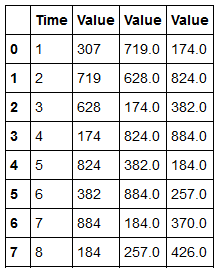 Time Value Value Value
0 1 307 719.0 174.0
1 2 719 628.0 824.0
2 3 628 174.0 382.0
3 4 174 824.0 884.0
4 5 824 382.0 184.0
5 6 382 884.0 257.0
6 7 884 184.0 370.0
7 8 184 257.0 426.0